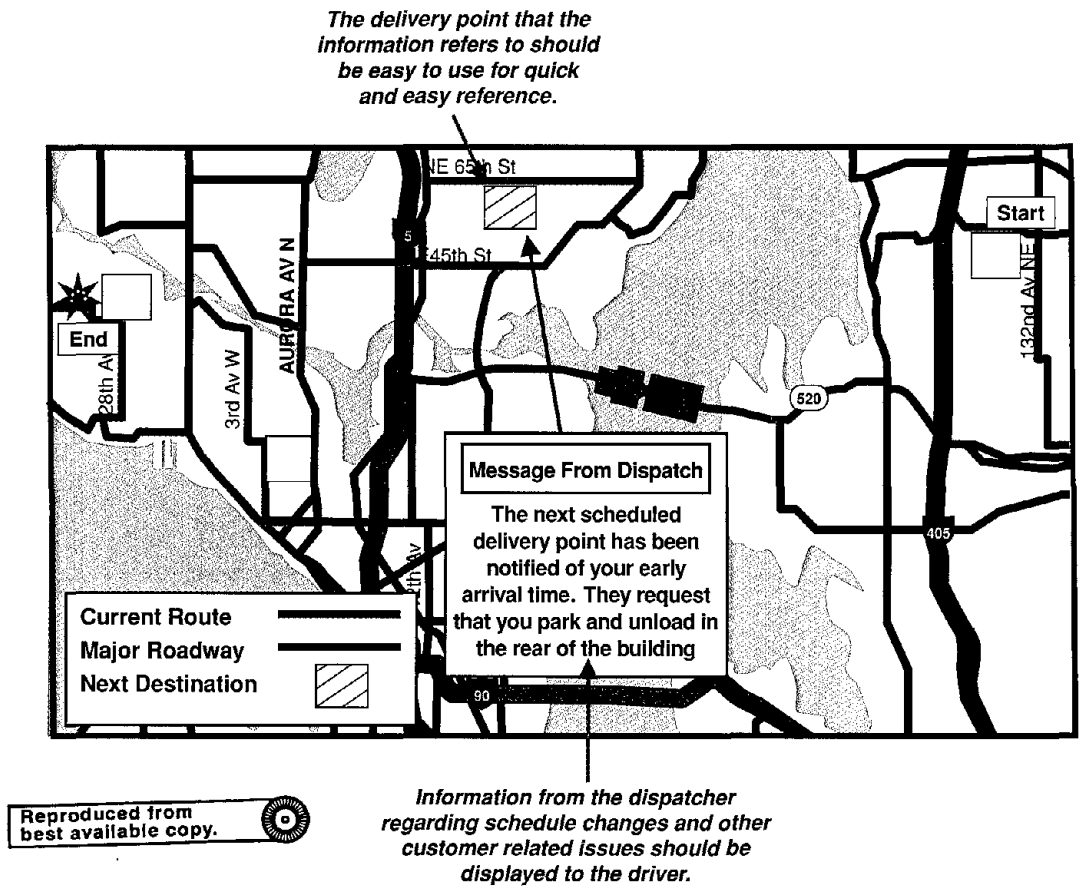 The delivery point that the
information refers to should
be easy to use for quick
and easy reference.
NE 65th St
5
45th St
AURORA AV N
Start
132nd Av NE
End
28th Av
3rd Av W
520
Message From Dispatch
The next scheduled
delivery point has been
notified of your early
arrival time. They request
that you park and unload in
the rear of the building
405
Current Route
Major Roadway
Next Destination
90
Reproduced from
best available copy.
Information from the dispatcher
regarding schedule changes and other
customer related issues should be
displayed to the driver.